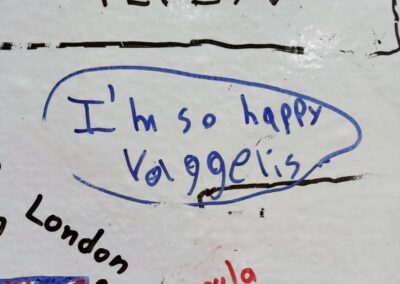 I'm so happy
Vaggelis
London